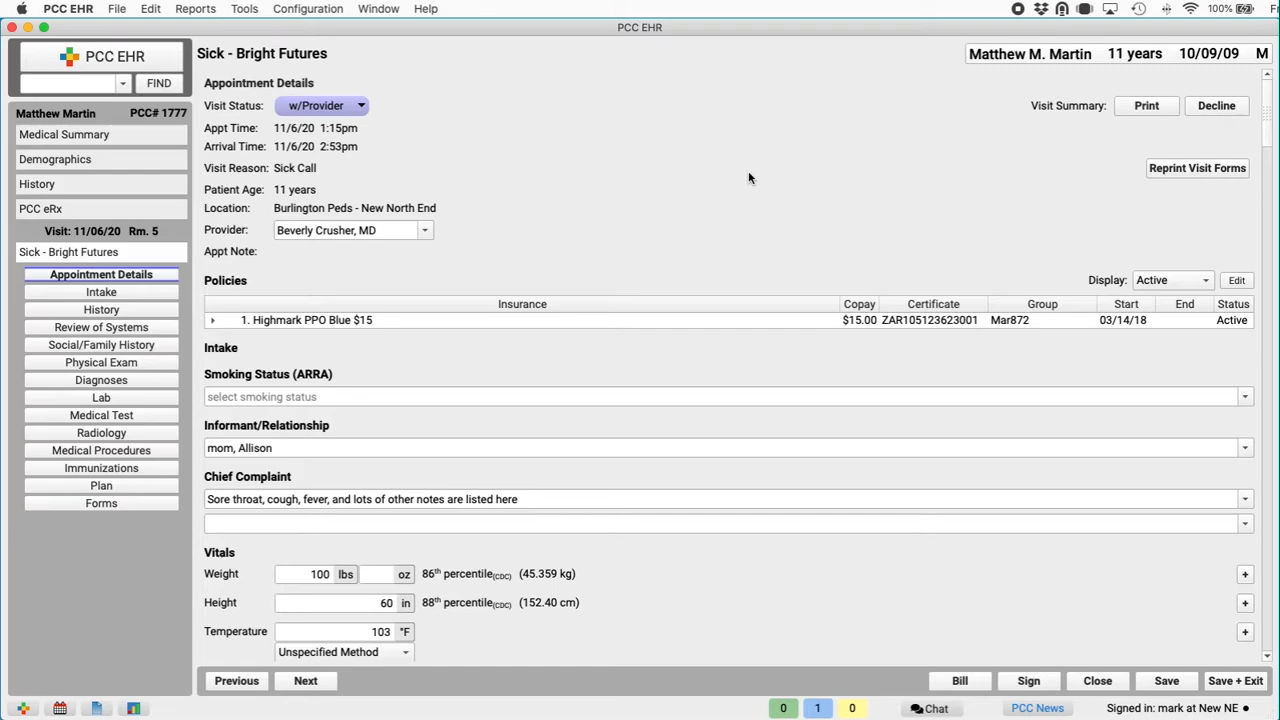 PCC EHR File Edit Reports Tools Configuration Window Help 100%
PCC EHR
PCC EHR
FIND
Matthew Martin PCC# 1777
Medical Summary
Demographics
History
PCC eRx
Visit: 11/06/20 Rm. 5
Sick - Bright Futures
Appointment Details
Intake
History
Review of Systems
Social/Family History
Physical Exam
Diagnoses
Lab
Medical Test
Radiology
Medical Procedures
Immunizations
Plan
Forms
Sick - Bright Futures
Matthew M. Martin 11 years 10/09/09 M
Appointment Details
Visit Status: w/Provider
Visit Summary: Print Decline
Appt Time: 11/6/20 1:15pm
Arrival Time: 11/6/20 2:53pm
Visit Reason: Sick Call
Reprint Visit Forms
Patient Age: 11 years
Location: Burlington Peds - New North End
Provider: Beverly Crusher, MD
Appt Note:
Policies Display: Active Edit
Insurance Copay Certificate Group Start End Status
1. Highmark PPO Blue $15 $15.00 ZAR105123623001 Mar872 03/14/18 Active
Intake
Smoking Status (ARRA)
select smoking status
Informant/Relationship
mom, Allison
Chief Complaint
Sore throat, cough, fever, and lots of other notes are listed here
Vitals
Weight 100 lbs oz 86th percentile(CDC) (45.359 kg) +
Height 60 in 88th percentile(CDC) (152.40 cm) +
Temperature 103 °F +
Unspecified Method
Previous Next Bill Sign Close Save Save + Exit
0 1 0 Chat PCC News Signed in: mark at New NE